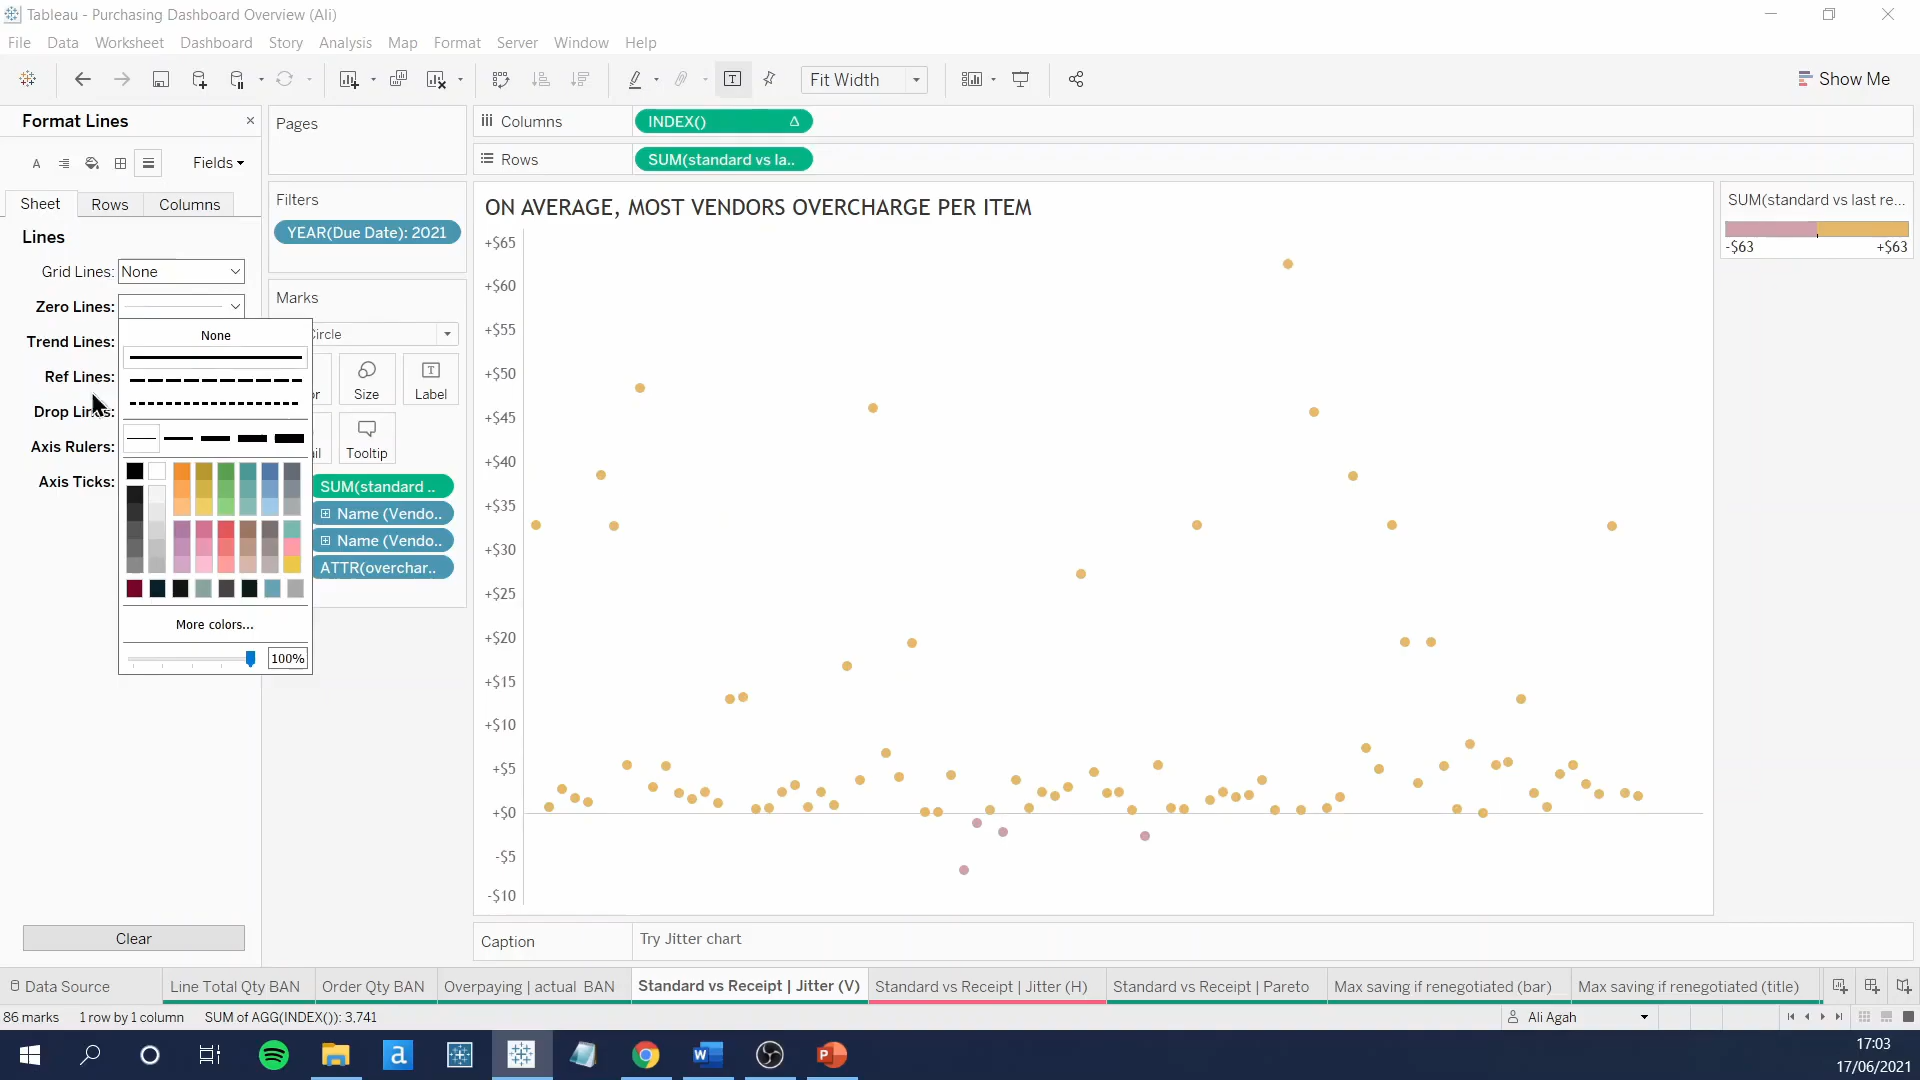 Tableau - Purchasing Dashboard Overview (Ali)
File Data Worksheet Dashboard Story Analysis Map Format Server Window Help
Fit Width
Show Me
Format Lines
Fields
Sheet Rows Columns
Lines
Grid Lines: None
Zero Lines:
Trend Lines:
Ref Lines:
Drop Lines:
Axis Rulers:
Axis Ticks:
None
More colors...
100%
Clear
Pages
Filters
YEAR(Due Date): 2021
Marks
Circle
Size
Label
Tooltip
SUM(standard ..
Name (Vendo..
Name (Vendo..
ATTR(overchar..
Columns
INDEX()
Rows
SUM(standard vs la..
ON AVERAGE, MOST VENDORS OVERCHARGE PER ITEM
+$65
+$60
+$55
+$50
+$45
+$40
+$35
+$30
+$25
+$20
+$15
+$10
+$5
+$0
-$5
-$10
SUM(standard vs last re...
-$63 +$63
Caption
Try Jitter chart
Data Source
Line Total Qty BAN
Order Qty BAN
Overpaying | actual BAN
Standard vs Receipt | Jitter (V)
Standard vs Receipt | Jitter (H)
Standard vs Receipt | Pareto
Max saving if renegotiated (bar)
Max saving if renegotiated (title)
86 marks 1 row by 1 column SUM of AGG(INDEX()): 3,741
Ali Agah
17:03
17/06/2021